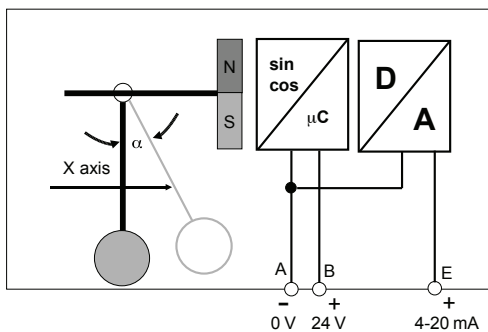 N
S
sin
cos
μC
D
A
α
X axis
A
B
E
−
+
+
0 V
24 V
4-20 mA